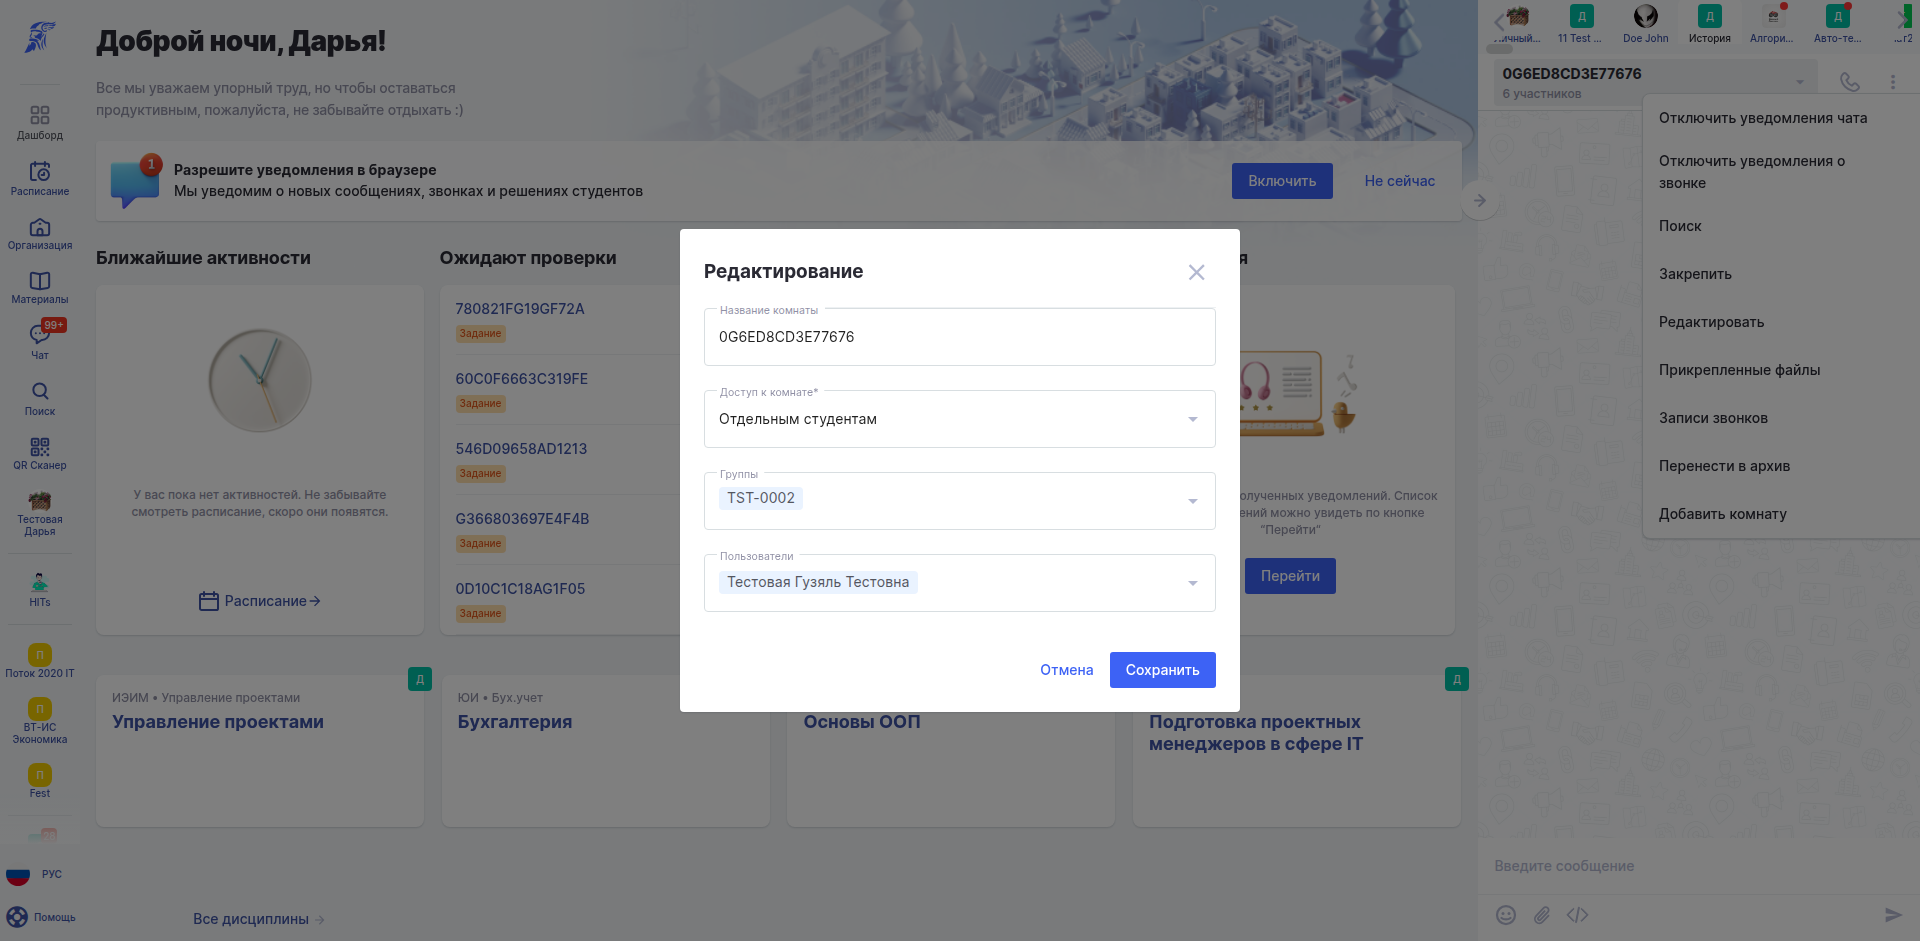 Дашборд
Расписание
Организация
Материалы
99+
Чат
Поиск
QR Сканер
Тестовая
Дарья
HITs
П
Поток 2020 IT
П
ВТ-ИС
Экономика
П
Fest
РУС
Помощь
Доброй ночи, Дарья!
Все мы уважаем упорный труд, но чтобы оставаться
продуктивным, пожалуйста, не забывайте отдыхать :)
1
Разрешите уведомления в браузере
Мы уведомим о новых сообщениях, звонках и решениях студентов
Включить
Не сейчас
Ближайшие активности
У вас пока нет активностей. Не забывайте
смотреть расписание, скоро они появятся.
Расписание
Ожидают проверки
780821FG19GF72A
Задание
60C0F6663C319FE
Задание
546D09658AD1213
Задание
G366803697E4F4B
Задание
0D10C1C18AG1F05
Задание
я
олученных уведомлений. Список
ений можно увидеть по кнопке
"Перейти"
Перейти
Редактирование
Название комнаты
0G6ED8CD3E77676
Доступ к комнате*
Отдельным студентам
Группы
TST-0002
Пользователи
Тестовая Гузяль Тестовна
Отмена
Сохранить
Д
ИЭИМ • Управление проектами
Управление проектами
ЮИ • Бух.учет
Бухгалтерия
Основы ООП
Д
Подготовка проектных
менеджеров в сфере IT
Все дисциплины
Д
Д
ичный...
11 Test ...
Doe John
История
Алгори...
Авто-те...
0G6ED8CD3E77676
6 участников
Отключить уведомления чата
Отключить уведомления о
звонке
Поиск
Закрепить
Редактировать
Прикрепленные файлы
Записи звонков
Перенести в архив
Добавить комнату
Введите сообщение